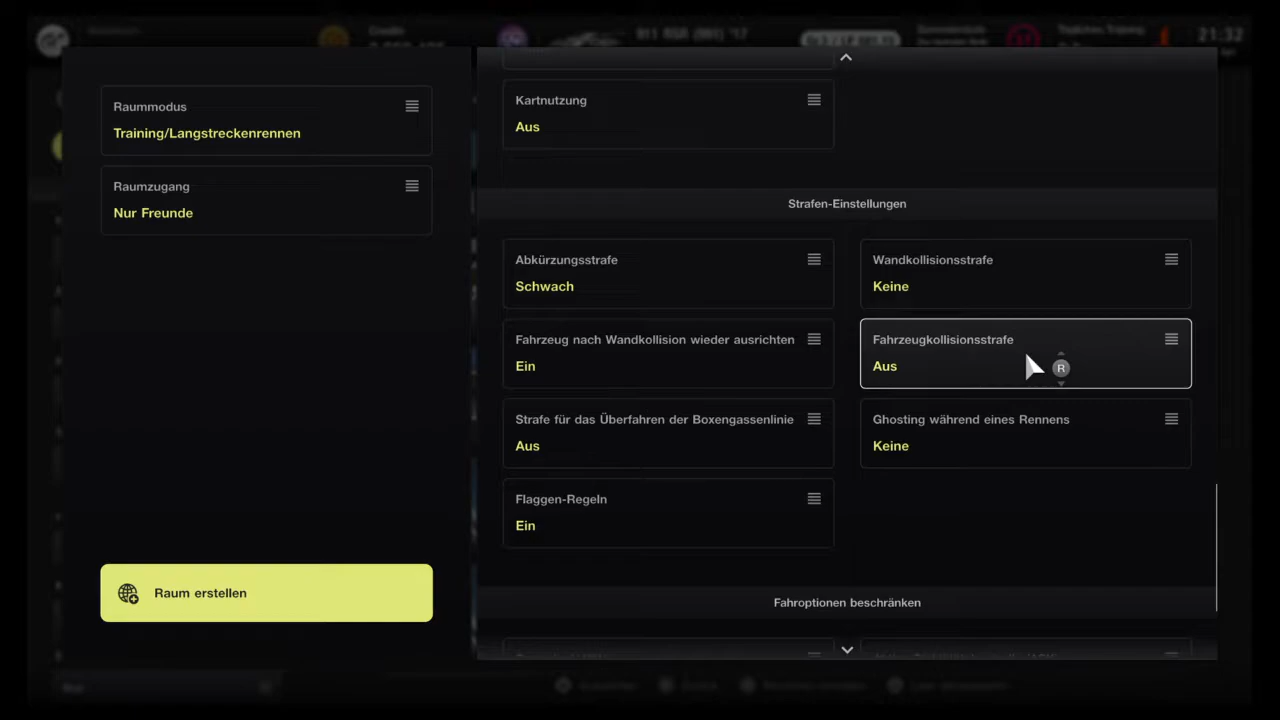 21:32
Raummodus
Training/Langstreckenrennen
Raumzugang
Nur Freunde
Raum erstellen
Kartnutzung
Aus
Strafen-Einstellungen
Abkürzungsstrafe
Schwach
Wandkollisionsstrafe
Keine
Fahrzeug nach Wandkollision wieder ausrichten
Ein
Fahrzeugkollisionsstrafe
Aus
R
Strafe für das Überfahren der Boxengassenlinie
Aus
Ghosting während eines Rennens
Keine
Flaggen-Regeln
Ein
Fahroptionen beschränken